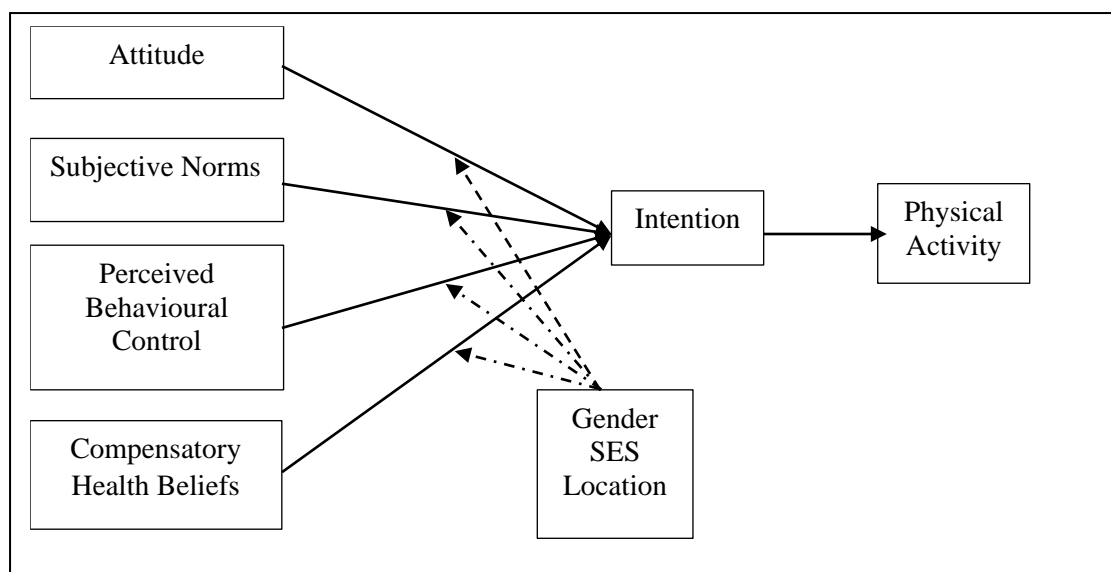 Attitude
Subjective Norms
Perceived
Behavioural
Control
Compensatory
Health Beliefs
Intention
Physical
Activity
Gender
SES
Location